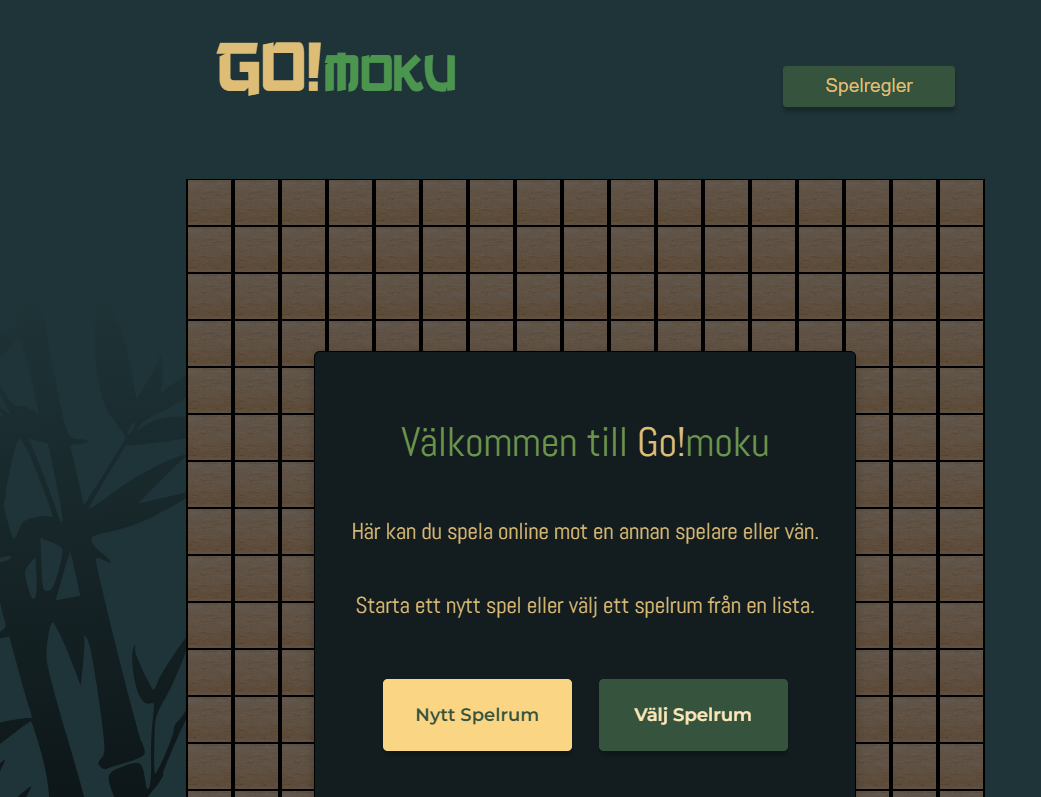 GO!moku
Spelregler
Välkommen till Go!moku
Här kan du spela online mot en annan spelare eller vän.
Starta ett nytt spel eller välj ett spelrum från en lista.
Nytt Spelrum
Välj Spelrum